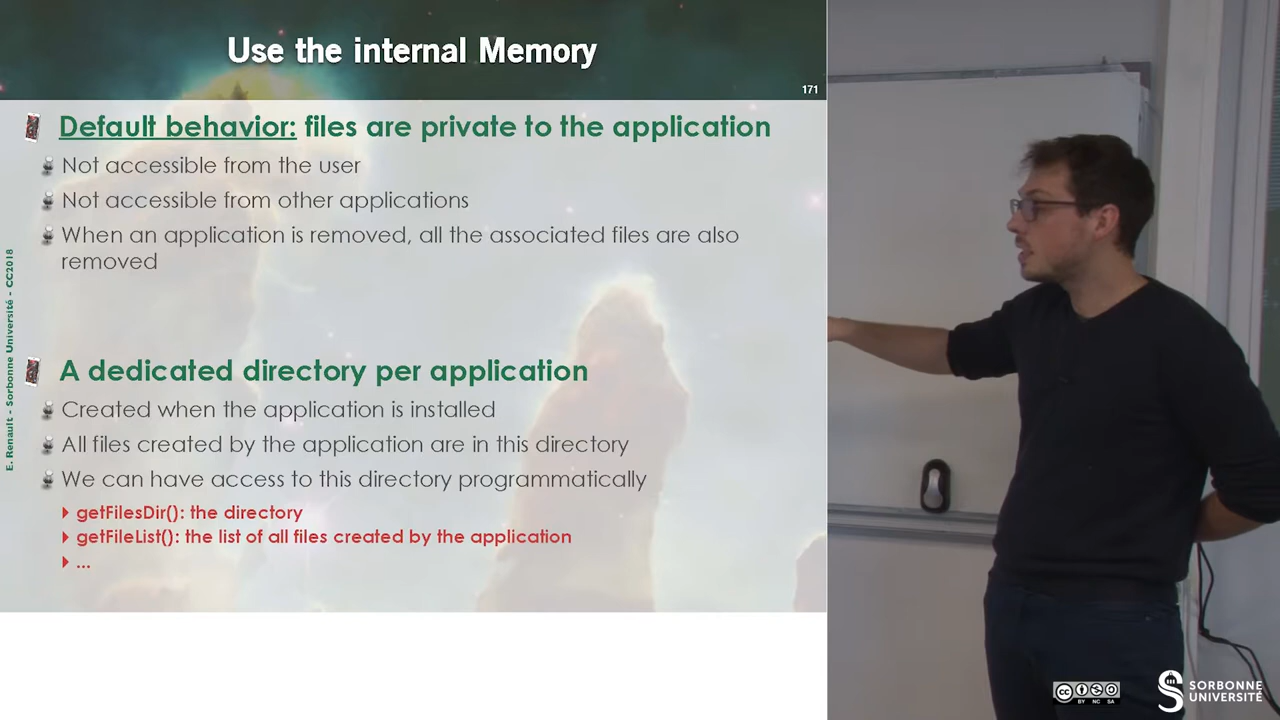 Use the internal Memory
171
Default behavior: files are private to the application
Not accessible from the user
Not accessible from other applications
When an application is removed, all the associated files are also
removed
A dedicated directory per application
Created when the application is installed
All files created by the application are in this directory
We can have access to this directory programmatically
getFilesDir(): the directory
getFileList(): the list of all files created by the application
...
E. Renault - Sorbonne Université - CC2018
cc
BY NC SA
SORBONNE
UNIVERSITÉ